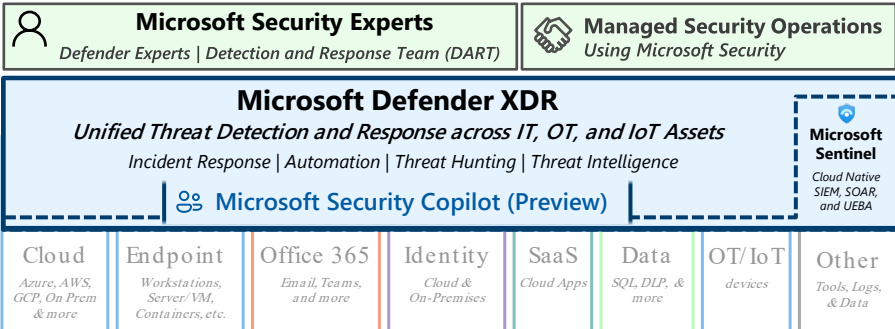 Microsoft Security Experts
Defender Experts | Detection and Response Team (DART)
Managed Security Operations
Using Microsoft Security
Microsoft Defender XDR
Unified Threat Detection and Response across IT, OT, and IoT Assets
Incident Response | Automation | Threat Hunting | Threat Intelligence
Microsoft Security Copilot (Preview)
Microsoft
Sentinel
Cloud Native
SIEM, SOAR,
and UEBA
Cloud
Azure, AWS,
GCP, On Prem
& more
Endpoint
Workstations,
Server/VM,
Containers, etc.
Office 365
Email, Teams,
and more
Identity
Cloud &
On-Premises
SaaS
Cloud Apps
Data
SQL, DLP, &
more
OT/IoT
devices
Other
Tools, Logs,
& Data